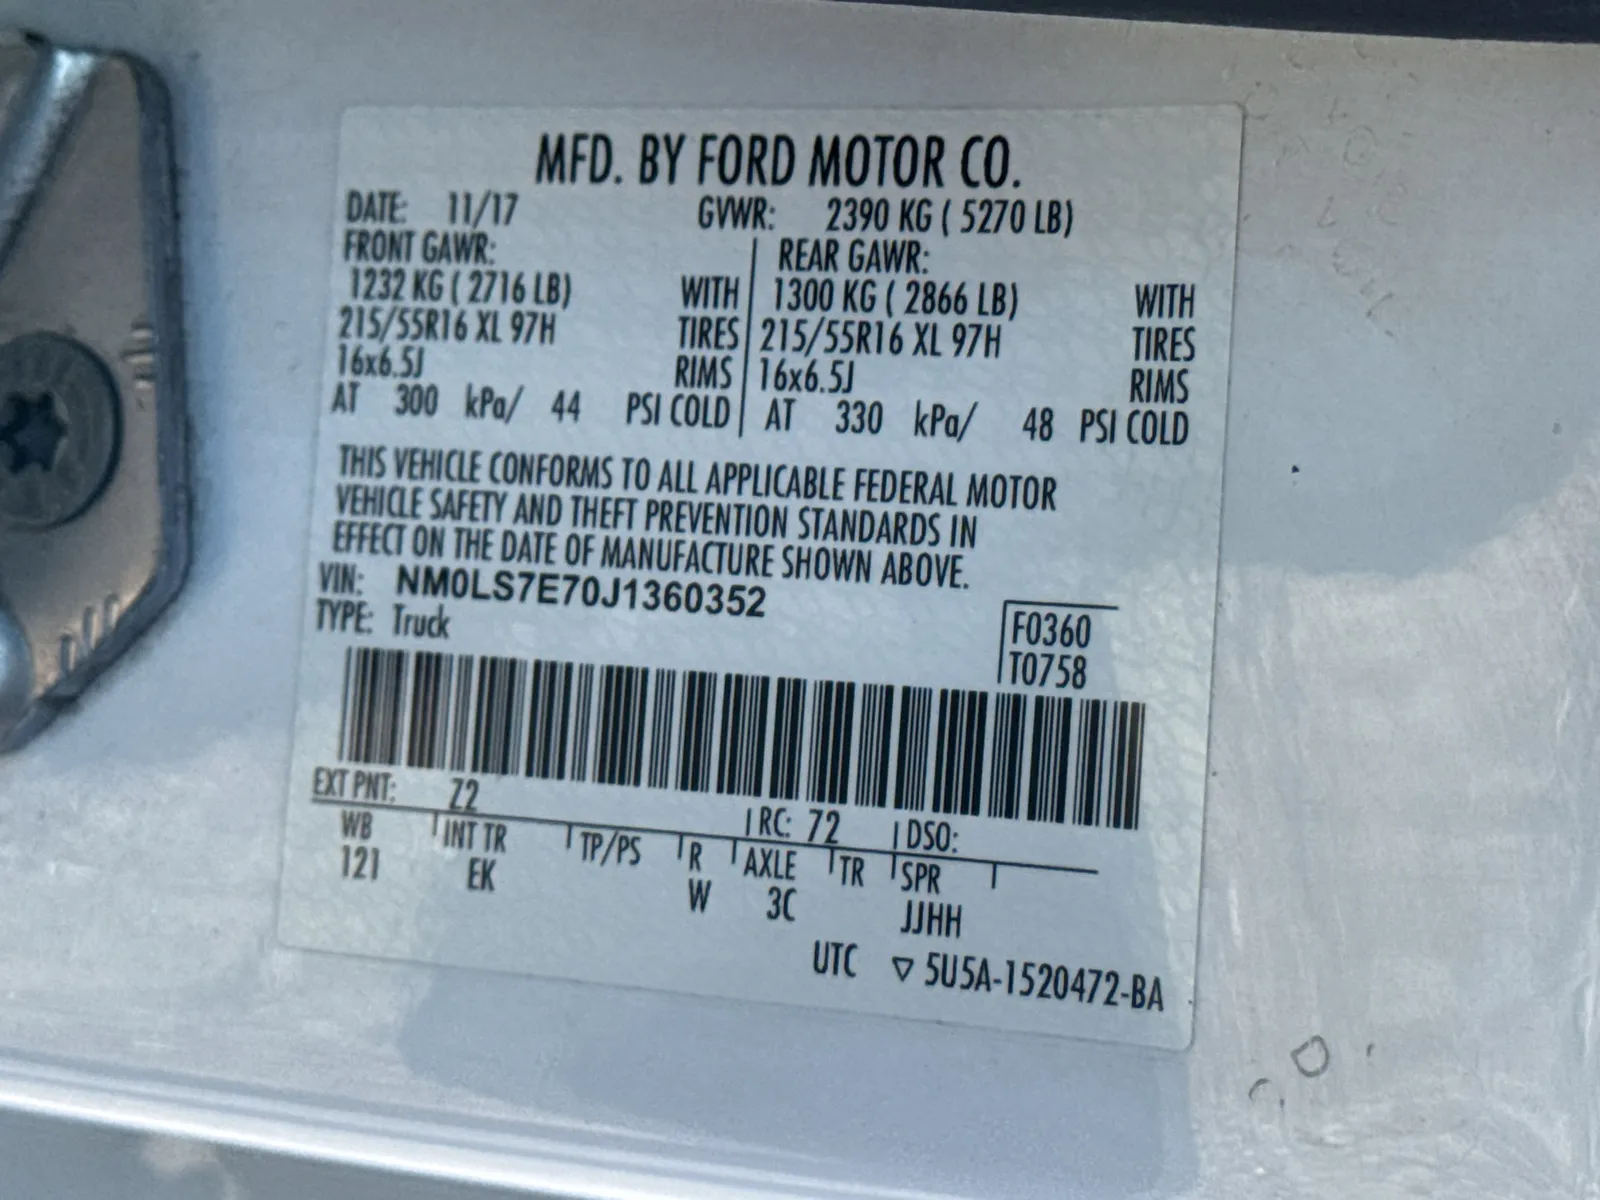 MFD. BY FORD MOTOR CO.
DATE: 11/17 GVWR: 2390 KG ( 5270 LB)
FRONT GAWR: REAR GAWR:
1232 KG ( 2716 LB) WITH 1300 KG ( 2866 LB) WITH
215/55R16 XL 97H TIRES 215/55R16 XL 97H TIRES
16x6.5J RIMS 16x6.5J RIMS
AT 300 kPa/ 44 PSI COLD AT 330 kPa/ 48 PSI COLD
THIS VEHICLE CONFORMS TO ALL APPLICABLE FEDERAL MOTOR
VEHICLE SAFETY AND THEFT PREVENTION STANDARDS IN
EFFECT ON THE DATE OF MANUFACTURE SHOWN ABOVE.
VIN: NM0LS7E70J1360352
TYPE: Truck
F0360
T0758
EXT PNT: Z2 RC: 72 DSO:
WB INT TR TP/PS R AXLE TR SPR
121 EK W 3C JJHH
UTC ▽ 5U5A-1520472-BA